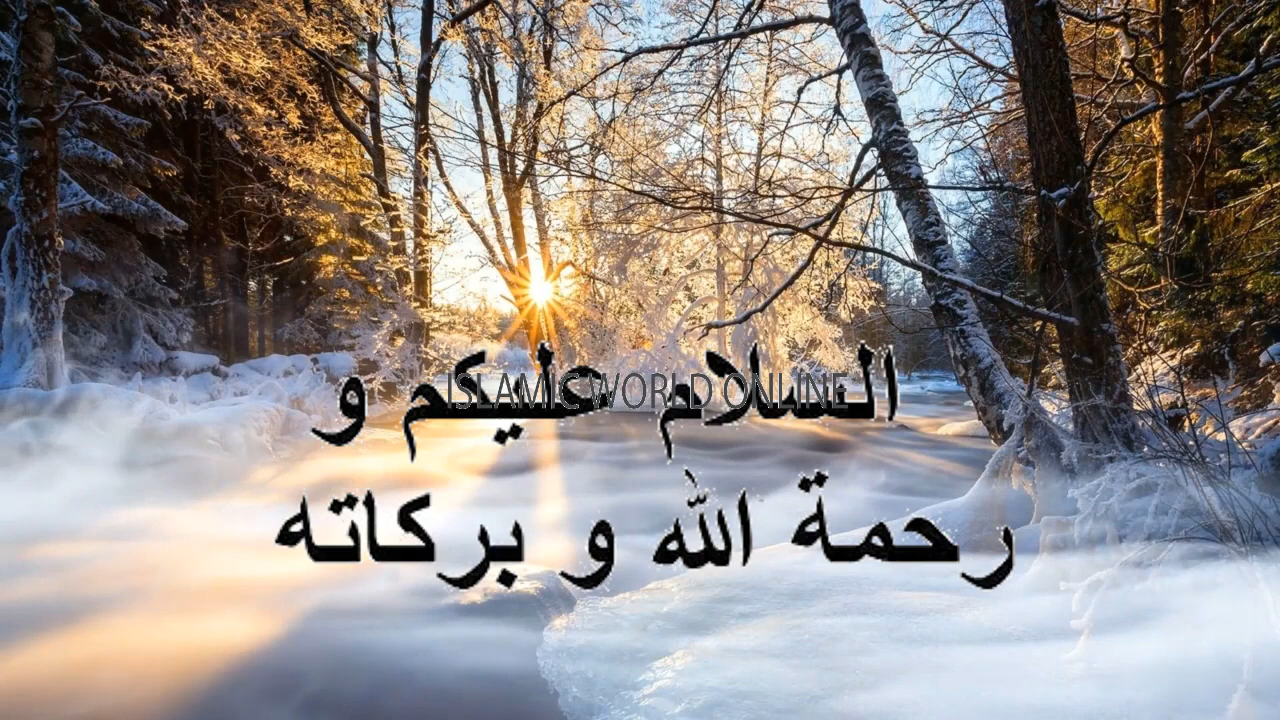 السلام عليكم و
ISLAMIC WORLD ONLINE
رحمة الله و بركاته